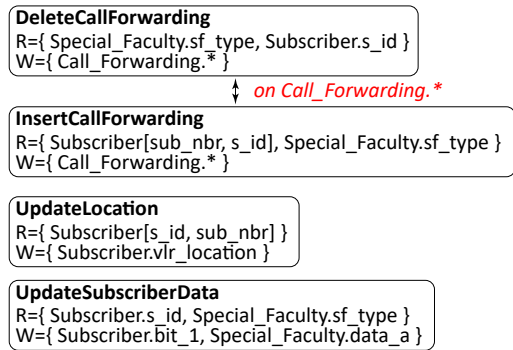 DeleteCallForwarding
R={ Special_Faculty.sf_type, Subscriber.s_id }
W={ Call_Forwarding.* }
on Call_Forwarding.*
InsertCallForwarding
R={ Subscriber[sub_nbr, s_id], Special_Faculty.sf_type }
W={ Call_Forwarding.* }
UpdateLocation
R={ Subscriber[s_id, sub_nbr] }
W={ Subscriber.vlr_location }
UpdateSubscriberData
R={ Subscriber.s_id, Special_Faculty.sf_type }
W={ Subscriber.bit_1, Special_Faculty.data_a }